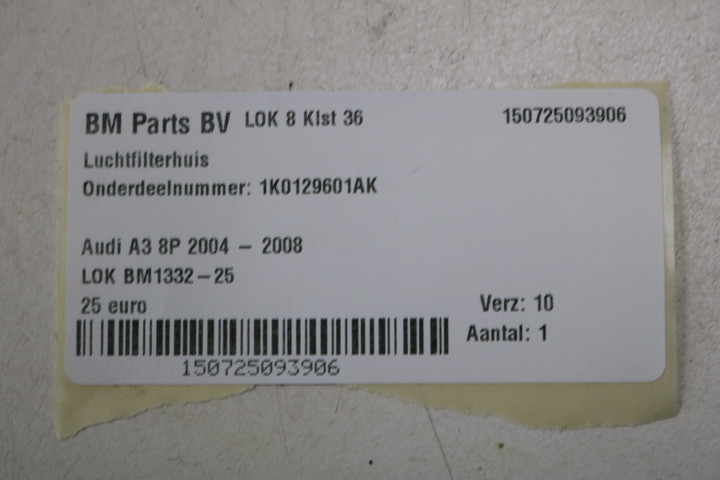 BM Parts BV LOK 8 Klst 36 150725093906
Luchtfilterhuis
Onderdeelnummer: 1K0129601AK
Audi A3 8P 2004 – 2008
LOK BM1332–25
25 euro Verz: 10
Aantal: 1
150725093906